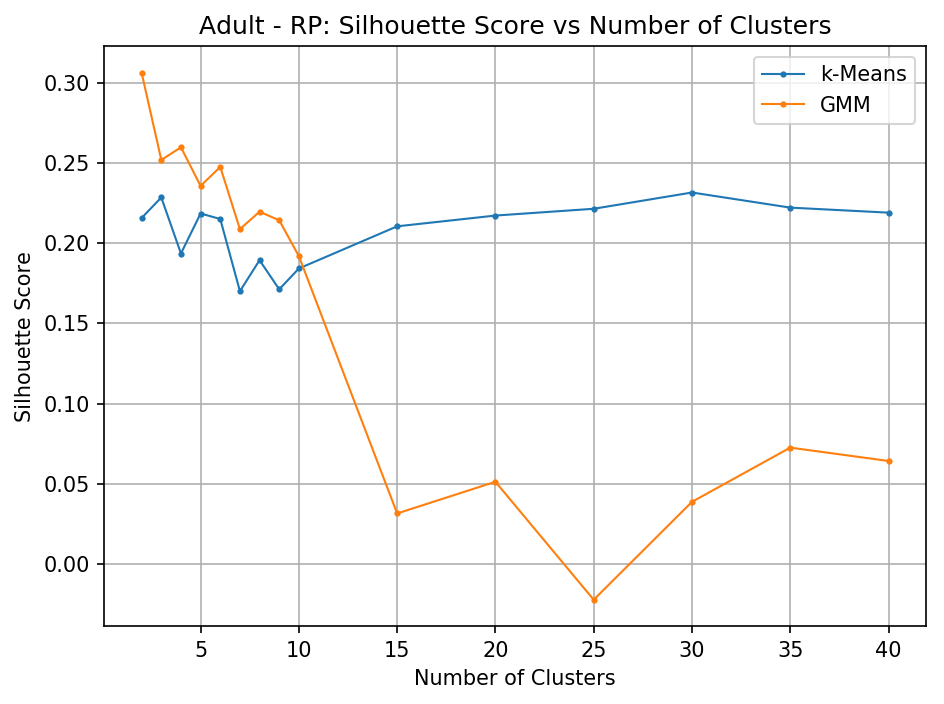 Adult - RP: Silhouette Score vs Number of Clusters
k-Means
GMM
Silhouette Score
0.30
0.25
0.20
0.15
0.10
0.05
0.00
5 10 15 20 25 30 35 40
Number of Clusters